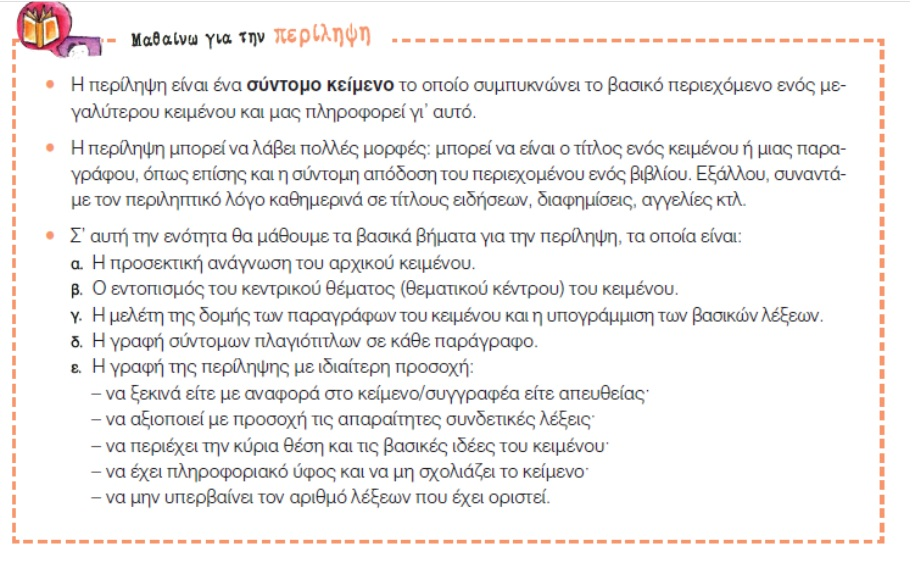 Μαθαίνω για την περίληψη
• Η περίληψη είναι ένα σύντομο κείμενο το οποίο συμπυκνώνει το βασικό περιεχόμενο ενός με-
γαλύτερου κειμένου και μας πληροφορεί γι' αυτό.
• Η περίληψη μπορεί να λάβει πολλές μορφές: μπορεί να είναι ο τίτλος ενός κειμένου ή μιας παρα-
γράφου, όπως επίσης και η σύντομη απόδοση του περιεχομένου ενός βιβλίου. Εξάλλου, συναντά-
με τον περιληπτικό λόγο καθημερινά σε τίτλους ειδήσεων, διαφημίσεις, αγγελίες κτλ.
• Σ' αυτή την ενότητα θα μάθουμε τα βασικά βήματα για την περίληψη, τα οποία είναι:
α. Η προσεκτική ανάγνωση του αρχικού κειμένου.
β. Ο εντοπισμός του κεντρικού θέματος (θεματικού κέντρου) του κειμένου.
γ. Η μελέτη της δομής των παραγράφων του κειμένου και η υπογράμμιση των βασικών λέξεων.
δ. Η γραφή σύντομων πλαγιότιτλων σε κάθε παράγραφο.
ε. Η γραφή της περίληψης με ιδιαίτερη προσοχή:
– να ξεκινά είτε με αναφορά στο κείμενο/συγγραφέα είτε απευθείας·
– να αξιοποιεί με προσοχή τις απαραίτητες συνδετικές λέξεις·
– να περιέχει την κύρια θέση και τις βασικές ιδέες του κειμένου·
– να έχει πληροφοριακό ύφος και να μη σχολιάζει το κείμενο·
– να μην υπερβαίνει τον αριθμό λέξεων που έχει οριστεί.